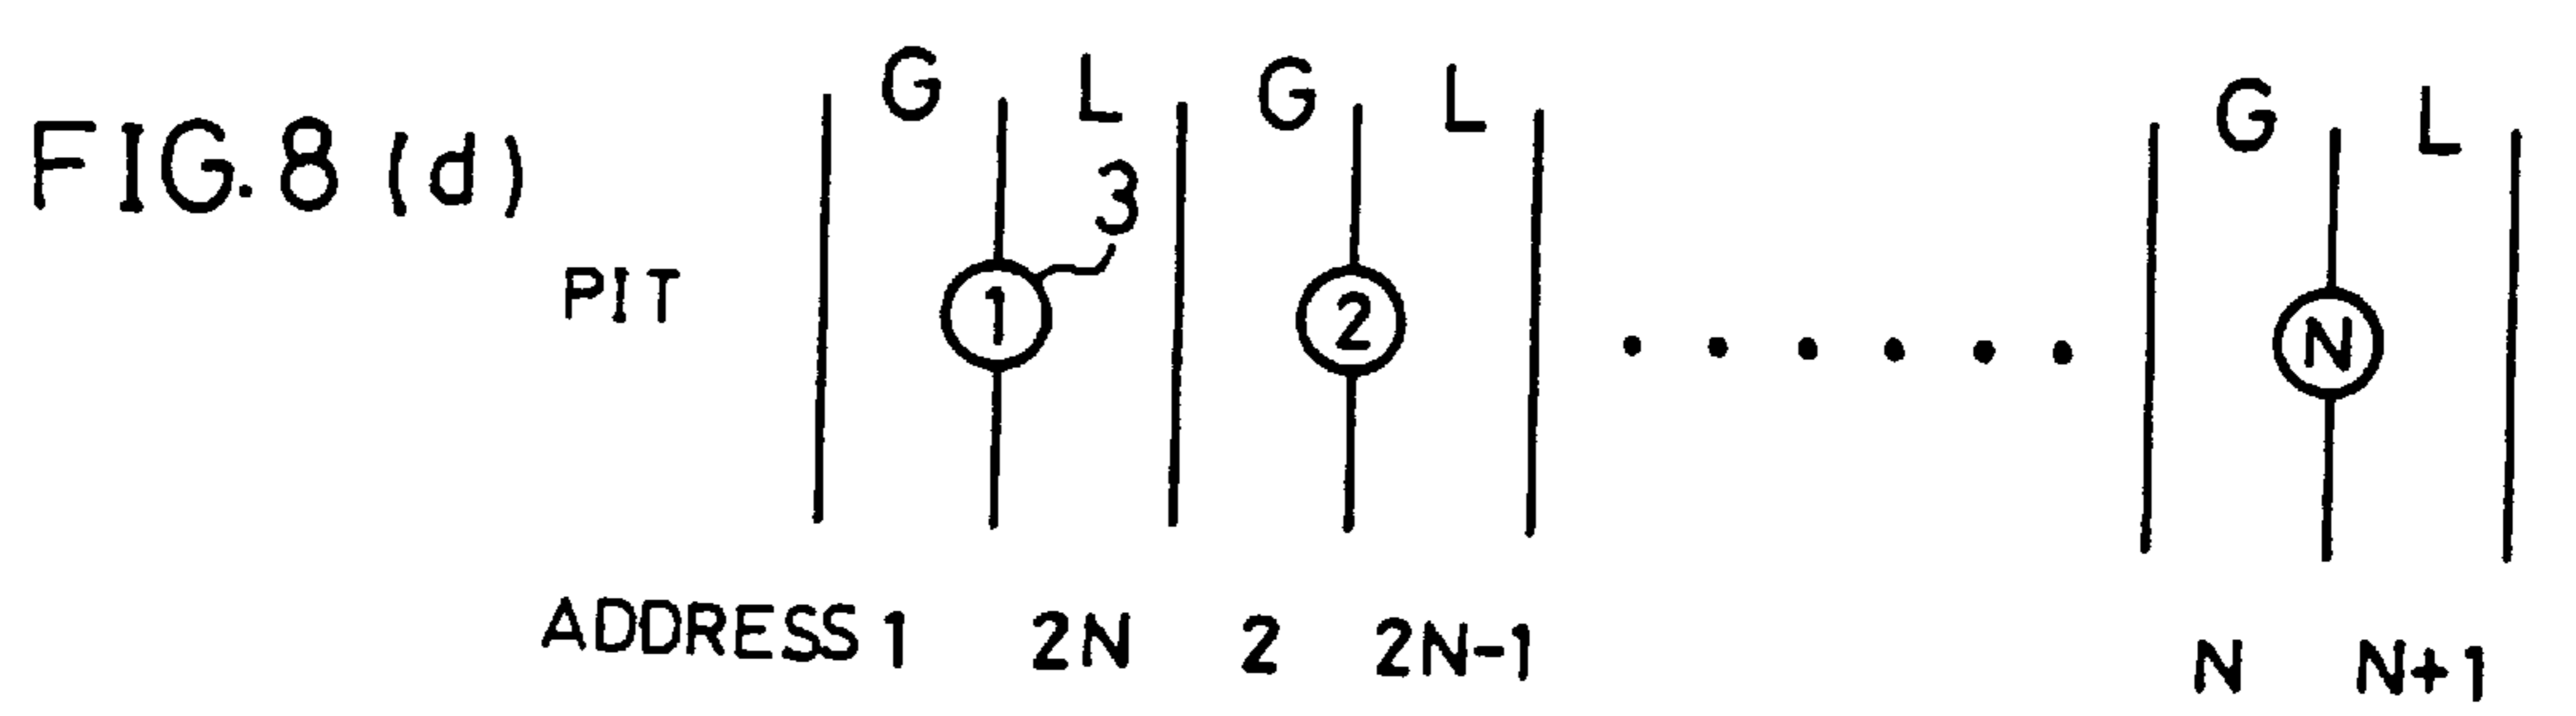 FIG. 8 (d)
G L G L G L
3
PIT 1 2 ...... N
ADDRESS 1 2N 2 2N-1 N N+1